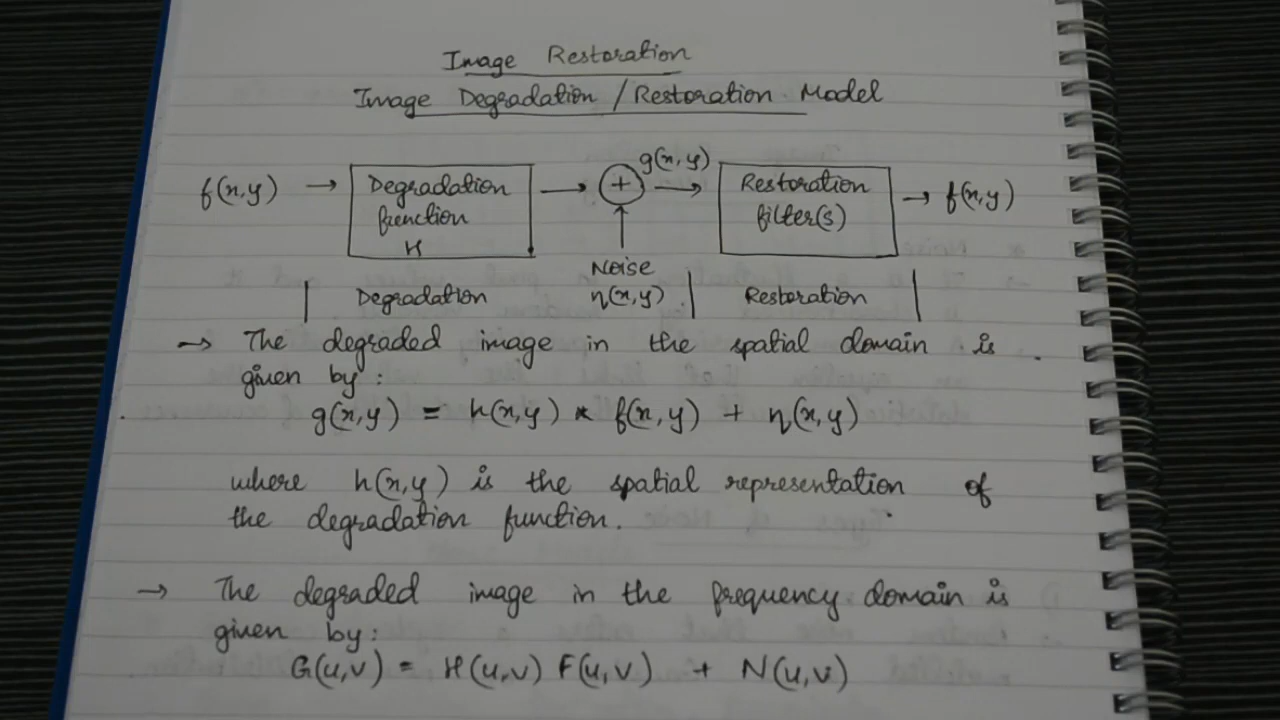 Image Restoration
Image Degradation / Restoration Model
f(x,y) → Degradation function H → + g(x,y) → Restoration filter(s) → f(x,y)
Noise
η(x,y)
Degradation
Restoration
→ The degraded image in the spatial domain is
given by:
g(x,y) = h(x,y) * f(x,y) + η(x,y)
where h(x,y) is the spatial representation of
the degradation function.
→ The degraded image in the frequency domain is
given by:
G(u,v) = H(u,v) F(u,v) + N(u,v)